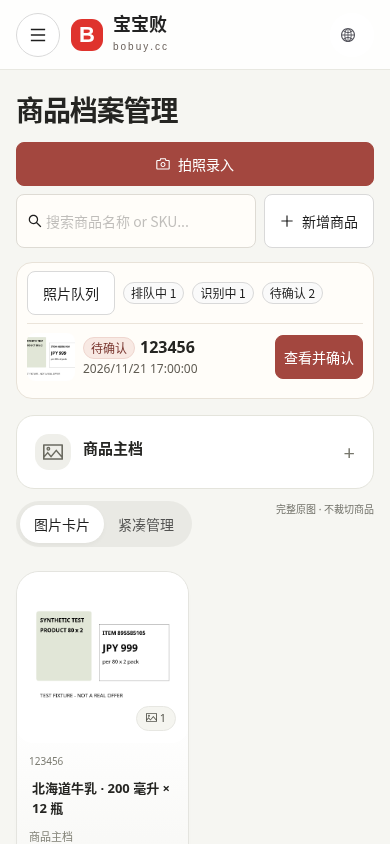 B 宝宝败
bobuy.cc
商品档案管理
拍照录入
搜索商品名称 or SKU...
+ 新增商品
照片队列
排队中 1
识别中 1
待确认 2
JPY 999
待确认 123456
2026/11/21 17:00:00
查看并确认
商品主档
+
图片卡片
紧凑管理
完整原图 · 不裁切商品
SYNTHETIC TEST
PRODUCT 80 x 2
ITEM 895585105
JPY 999
per 80 x 2 pack
TEST FIXTURE - NOT A REAL OFFER
1
123456
北海道牛乳 · 200 毫升 ×
12 瓶
商品主档